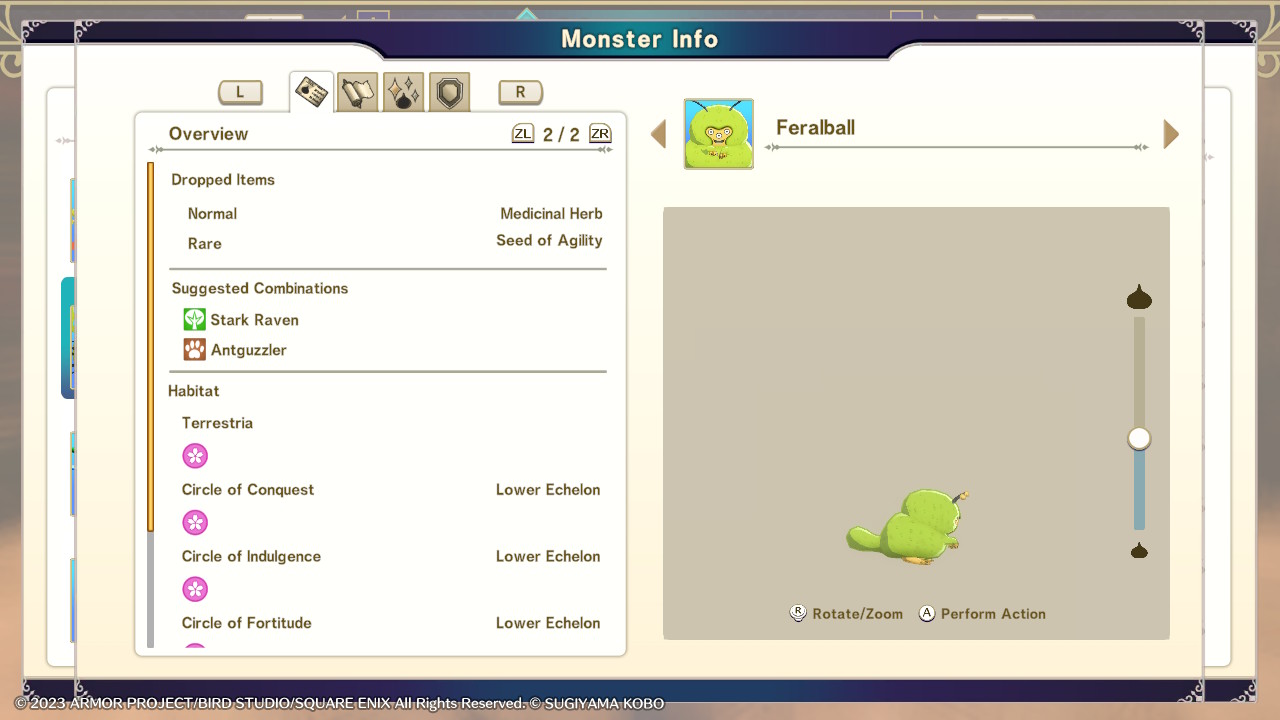 Monster Info
L
R
Overview
ZL 2 / 2 ZR
Dropped Items
Normal Medicinal Herb
Rare Seed of Agility
Suggested Combinations
Stark Raven
Antguzzler
Habitat
Terrestria
Circle of Conquest Lower Echelon
Circle of Indulgence Lower Echelon
Circle of Fortitude Lower Echelon
Feralball
R Rotate/Zoom A Perform Action
© 2023 ARMOR PROJECT/BIRD STUDIO/SQUARE ENIX All Rights Reserved. © SUGIYAMA KOBO